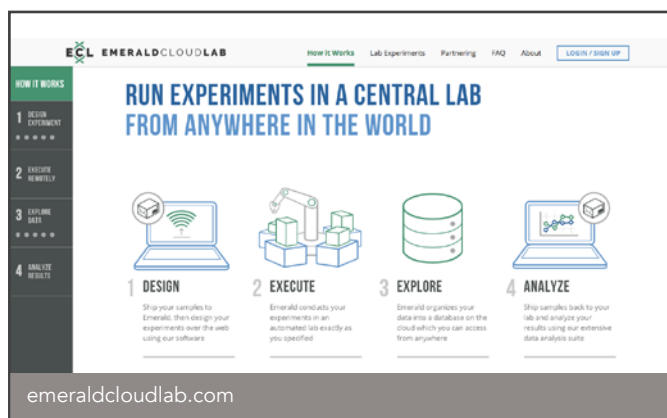 ECL EMERALDCLOUDLAB
How It Works Lab Experiments Partnering FAQ About LOGIN / SIGN UP
HOW IT WORKS
1 DESIGN
EXPERIMENT
2 EXECUTE
REMOTELY
3 EXPLORE
DATA
4 ANALYZE
RESULTS
RUN EXPERIMENTS IN A CENTRAL LAB
FROM ANYWHERE IN THE WORLD
1 DESIGN
Ship your samples to
Emerald, then design your
experiments over the web
using our software
2 EXECUTE
Emerald conducts your
experiments in an
automated lab exactly as
you specified
3 EXPLORE
Emerald organizes your
data into a database on the
cloud which you can access
from anywhere
4 ANALYZE
Ship samples back to your
lab and analyze your
results using our extensive
data analysis suite
emeraldcloudlab.com